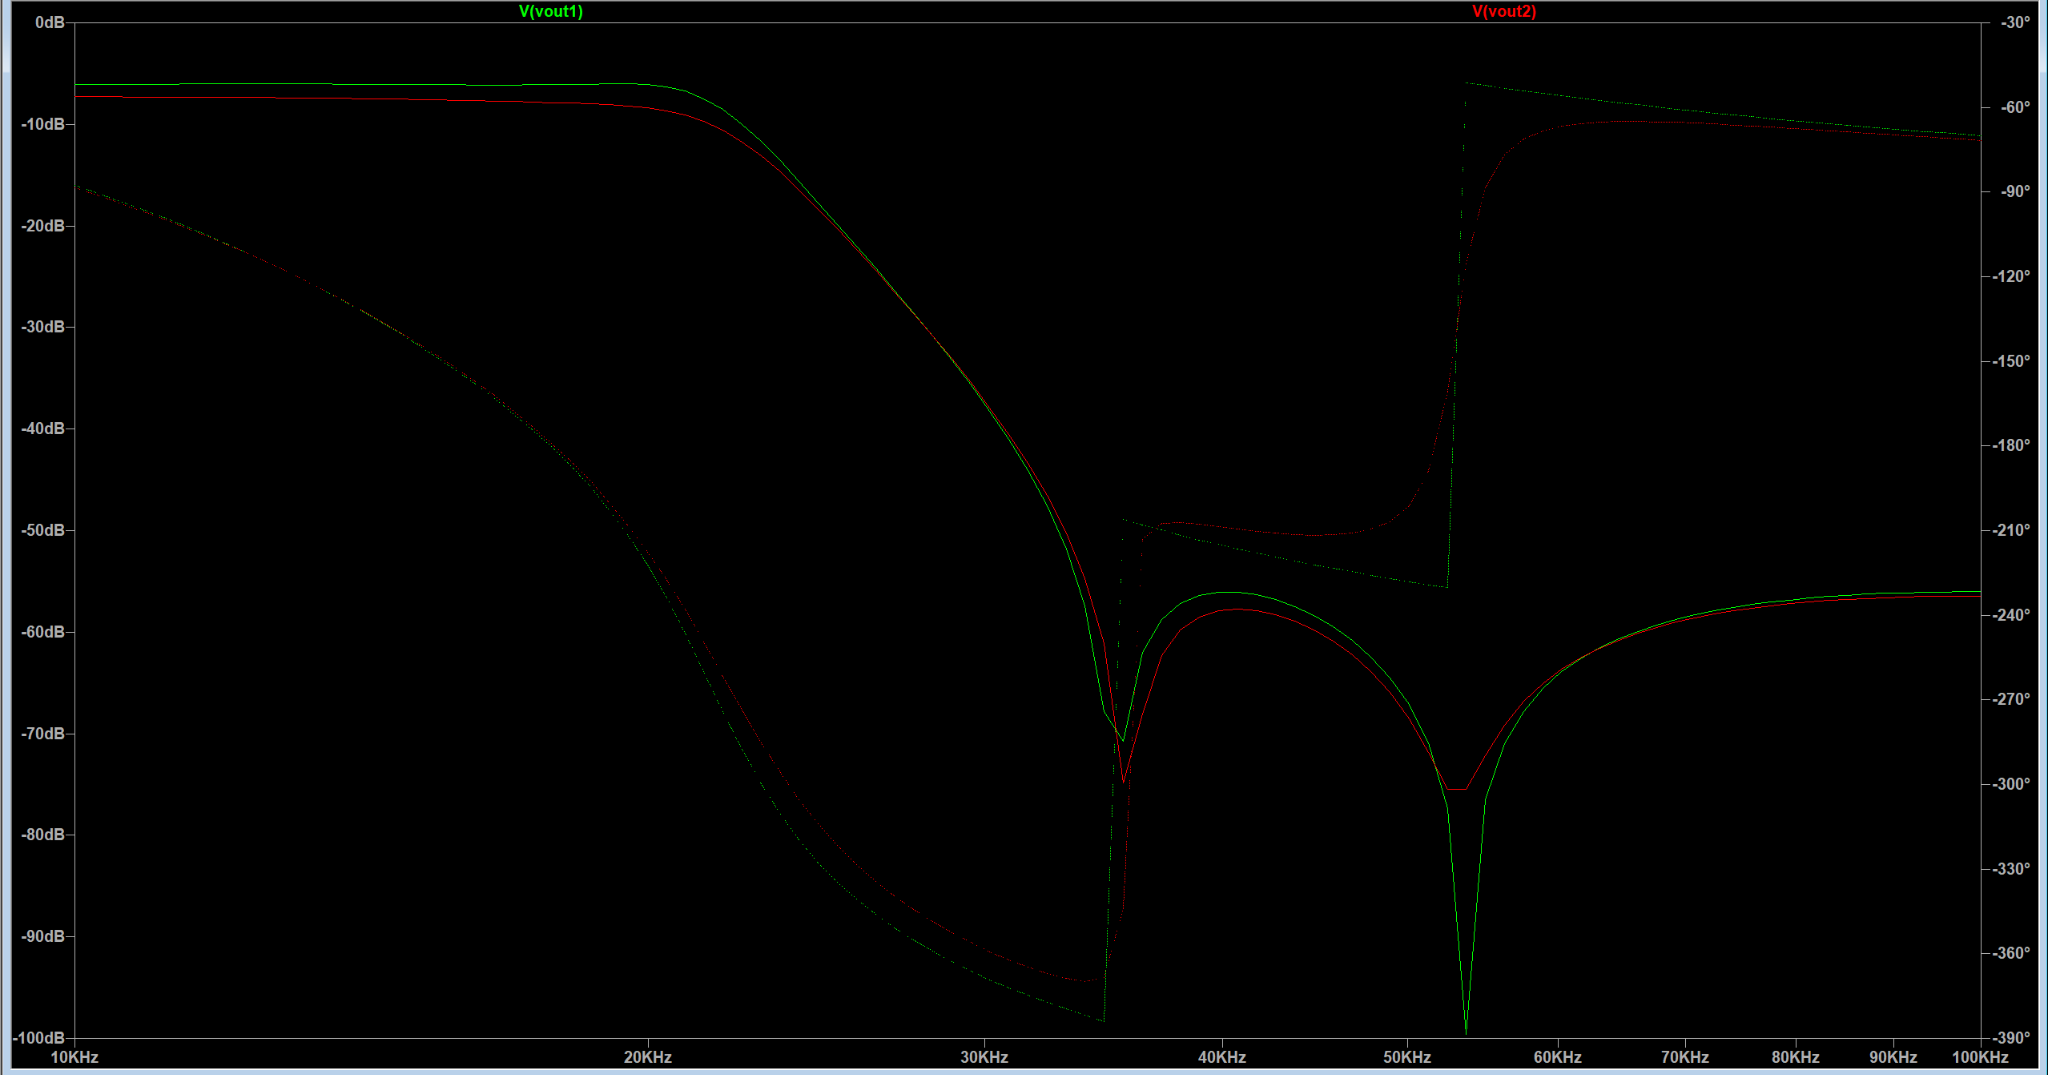 V(vout1) V(vout2)
0dB -30°
-10dB -60°
-20dB -90°
-30dB -120°
-40dB -150°
-50dB -180°
-60dB -210°
-70dB -240°
-80dB -270°
-90dB -300°
-100dB -330°
-360°
-390°
10KHz 20KHz 30KHz 40KHz 50KHz 60KHz 70KHz 80KHz 90KHz 100KHz